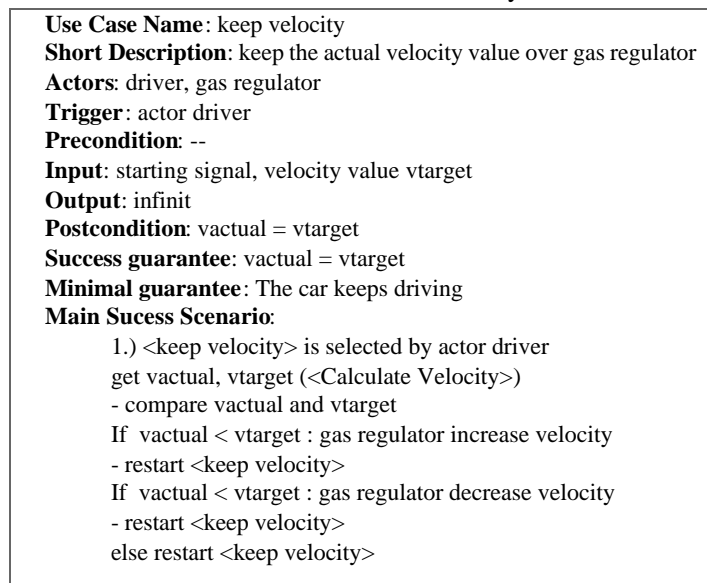 Use Case Name: keep velocity
Short Description: keep the actual velocity value over gas regulator
Actors: driver, gas regulator
Trigger: actor driver
Precondition: --
Input: starting signal, velocity value vtarget
Output: infinit
Postcondition: vactual = vtarget
Success guarantee: vactual = vtarget
Minimal guarantee: The car keeps driving
Main Sucess Scenario:
1.) <keep velocity> is selected by actor driver
get vactual, vtarget (<Calculate Velocity>)
- compare vactual and vtarget
If vactual < vtarget : gas regulator increase velocity
- restart <keep velocity>
If vactual < vtarget : gas regulator decrease velocity
- restart <keep velocity>
else restart <keep velocity>